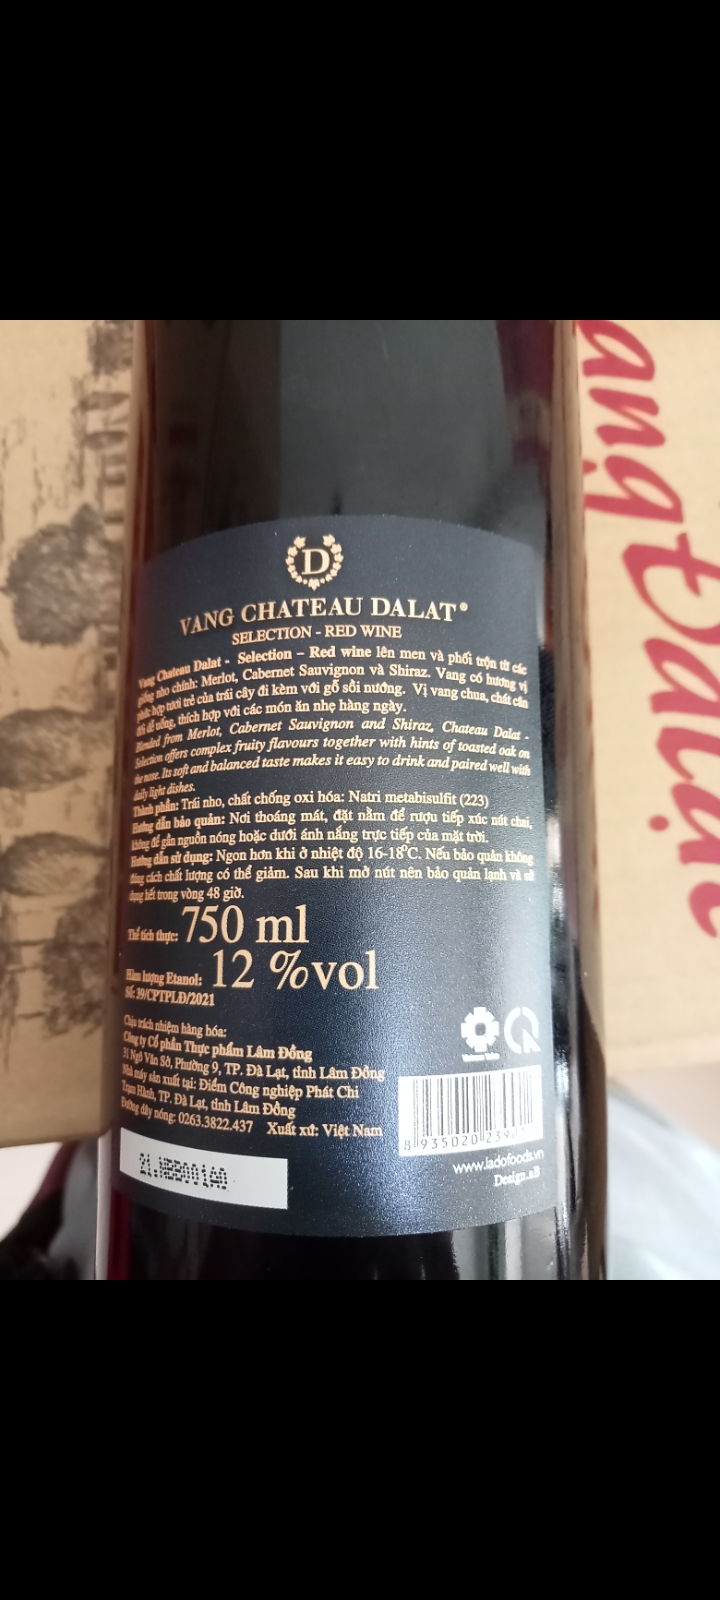 D
VANG CHATEAU DALAT®
SELECTION - RED WINE
Vang Chateau Dalat - Selection – Red wine lên men và phối trộn từ các
giống nho chính: Merlot, Cabernet Sauvignon và Shiraz. Vang có hương vị
phức hợp tươi trẻ của trái cây đi kèm với gỗ sồi nướng. Vị vang chua, chát cân
đối dễ uống, thích hợp với các món ăn nhẹ hàng ngày.
Blended from Merlot, Cabernet Sauvignon and Shiraz, Chateau Dalat -
Selection offers complex fruity flavours together with hints of toasted oak on
the nose. Its soft and balanced taste makes it easy to drink and paired well with
daily light dishes.
Thành phần: Trái nho, chất chống oxi hóa: Natri metabisulfit (223)
Hướng dẫn bảo quản: Nơi thoáng mát, đặt nằm để rượu tiếp xúc nút chai,
không để gần nguồn nóng hoặc dưới ánh nắng trực tiếp của mặt trời.
Hướng dẫn sử dụng: Ngon hơn khi ở nhiệt độ 16-18°C. Nếu bảo quản không
đúng cách chất lượng có thể giảm. Sau khi mở nút nên bảo quản lạnh và sử
dụng hết trong vòng 48 giờ.
Thể tích thực: 750 ml
Hàm lượng Etanol: 12 %vol
Số: 39/CPTPLĐ/2021
Chịu trách nhiệm hàng hóa:
Công ty Cổ phần Thực phẩm Lâm Đồng
31 Ngô Văn Sở, Phường 9, TP. Đà Lạt, tỉnh Lâm Đồng
Nhà máy sản xuất tại: Điểm Công nghiệp Phát Chi
Trạm Hành, TP. Đà Lạt, tỉnh Lâm Đồng
Đường dây nóng: 0263.3822.437 Xuất xứ: Việt Nam
8 935020 239
www.ladofoods.vn
Design.aB
ang Đalạt